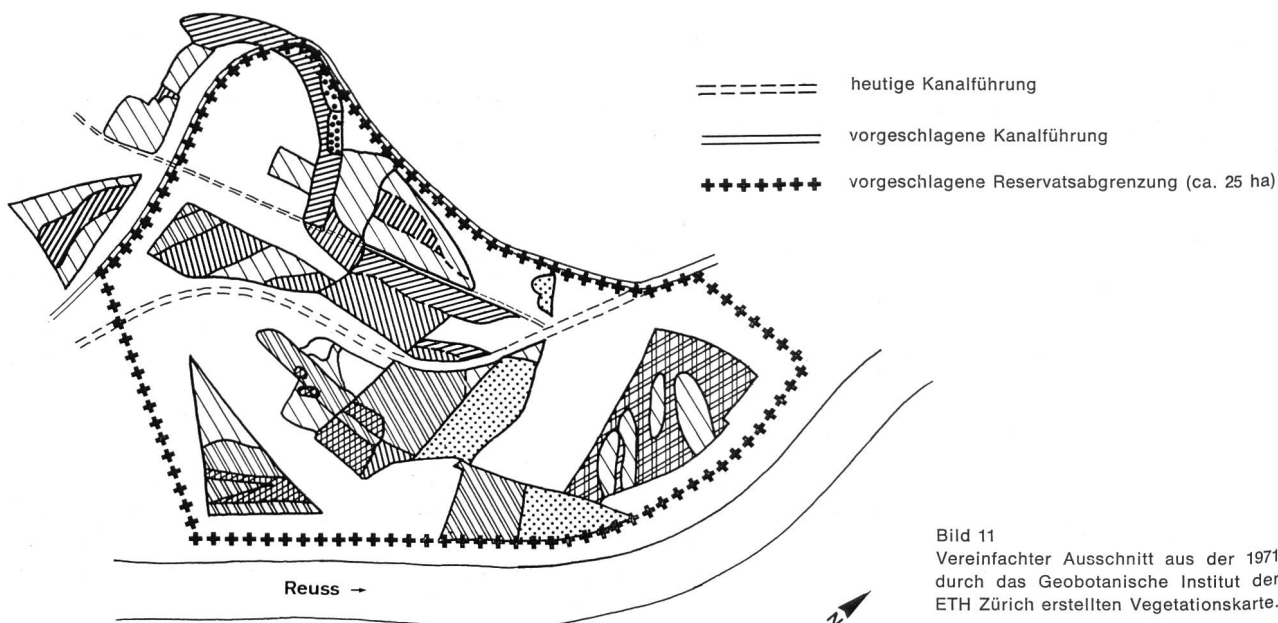 heutige Kanalführung
vorgeschlagene Kanalführung
vorgeschlagene Reservatsabgrenzung (ca. 25 ha)
Bild 11
Vereinfachter Ausschnitt aus der 1971
durch das Geobotanische Institut der
ETH Zürich erstellten Vegetationskarte.
Reuss →
N